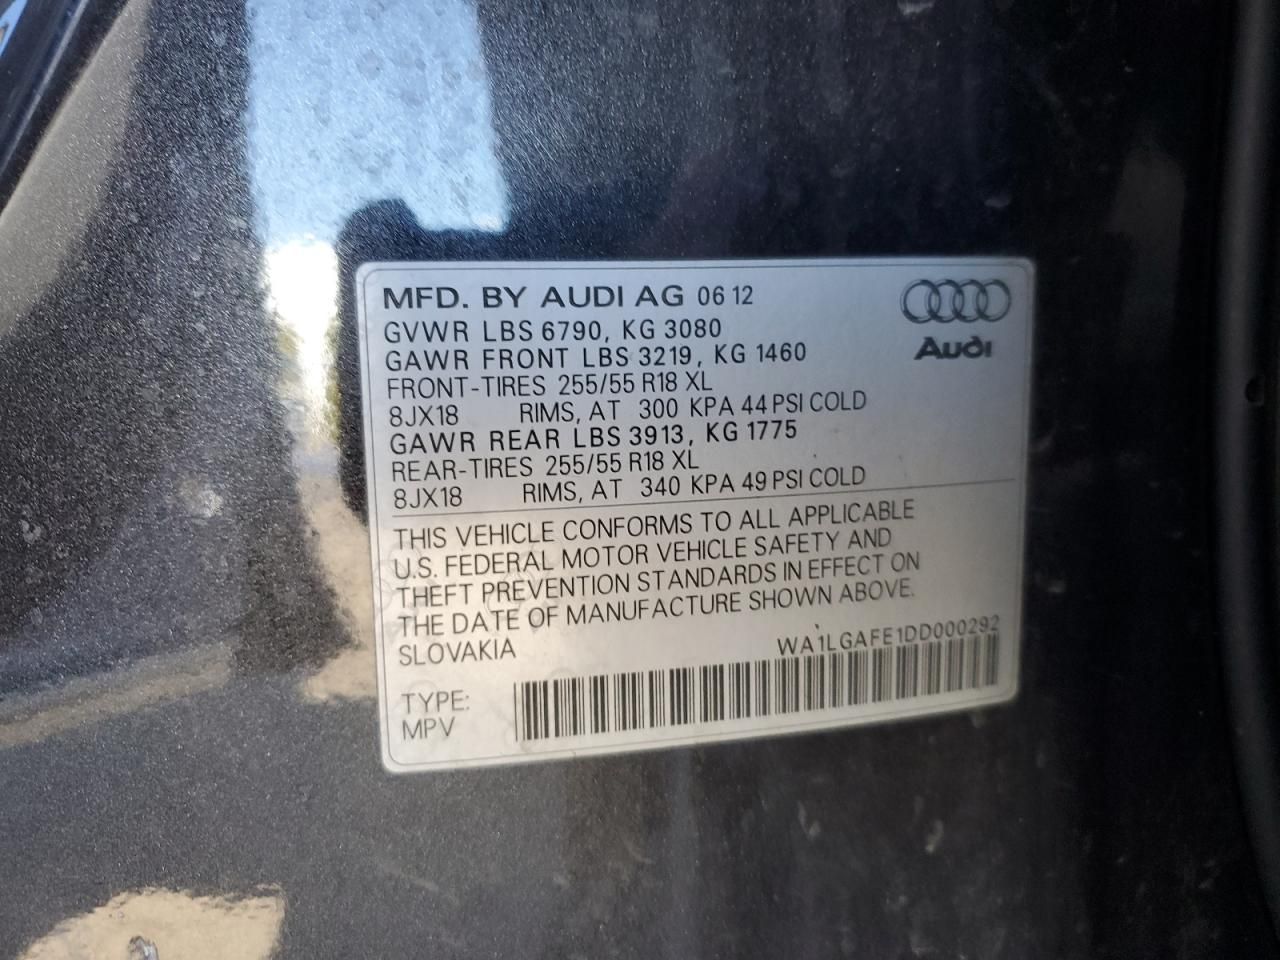 MFD. BY AUDI AG 06 12
GVWR LBS 6790, KG 3080
GAWR FRONT LBS 3219, KG 1460
FRONT-TIRES 255/55 R18 XL
8JX18 RIMS, AT 300 KPA 44 PSI COLD
GAWR REAR LBS 3913, KG 1775
REAR-TIRES 255/55 R18 XL
8JX18 RIMS, AT 340 KPA 49 PSI COLD
Audi
THIS VEHICLE CONFORMS TO ALL APPLICABLE
U.S. FEDERAL MOTOR VEHICLE SAFETY AND
THEFT PREVENTION STANDARDS IN EFFECT ON
THE DATE OF MANUFACTURE SHOWN ABOVE.
SLOVAKIA
WA1LGAFE1DD000292
TYPE:
MPV